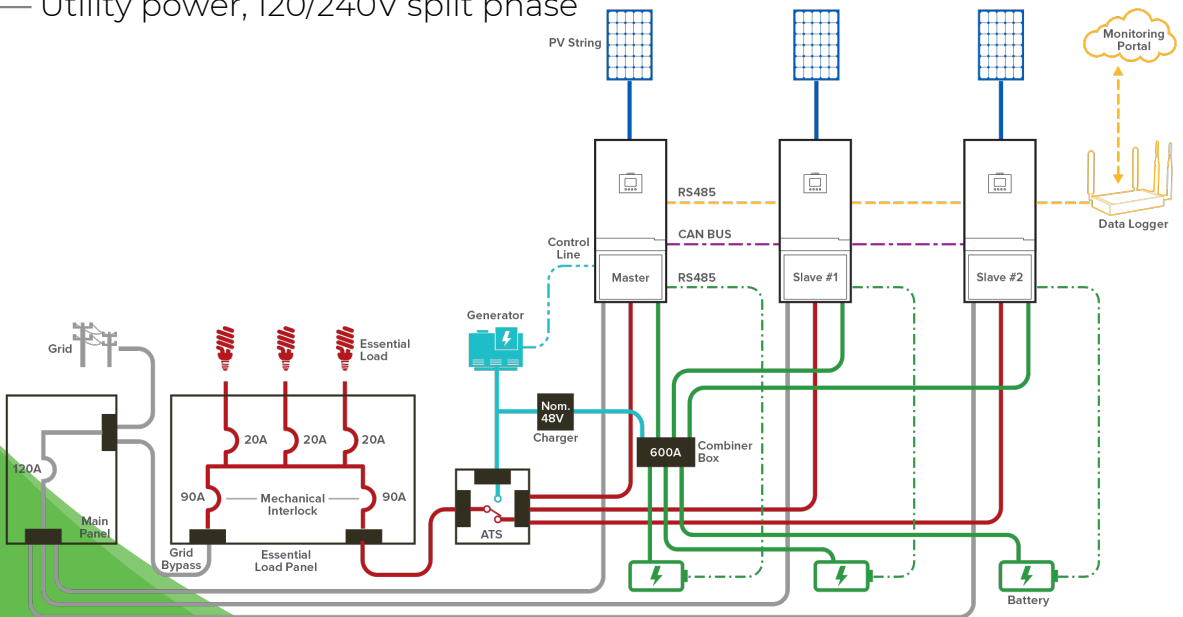 Utility power, 120/240V split phase
PV String
Monitoring
Portal
RS485
Data Logger
CAN BUS
Control
Line
Master
RS485
Slave #1
Slave #2
Generator
Grid
Essential
Load
Nom.
48V
Charger
20A
20A
20A
Combiner
Box
600A
120A
90A
Mechanical
Interlock
90A
Main
Panel
ATS
Grid
Bypass
Essential
Load Panel
Battery